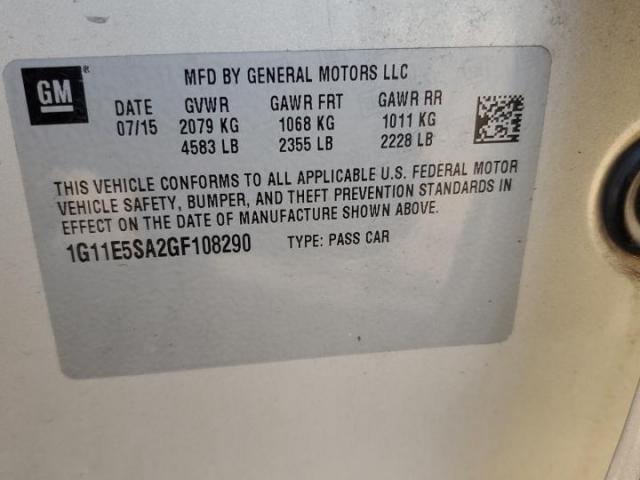 GM ®
MFD BY GENERAL MOTORS LLC
DATE GVWR GAWR FRT GAWR RR
07/15 2079 KG 1068 KG 1011 KG
4583 LB 2355 LB 2228 LB
THIS VEHICLE CONFORMS TO ALL APPLICABLE U.S. FEDERAL MOTOR
VEHICLE SAFETY, BUMPER, AND THEFT PREVENTION STANDARDS IN
EFFECT ON THE DATE OF MANUFACTURE SHOWN ABOVE.
1G11E5SA2GF108290 TYPE: PASS CAR